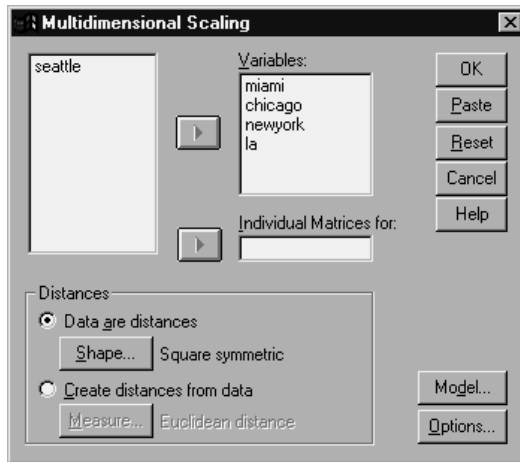 Multidimensional Scaling
seattle
Variables:
miami
chicago
newyork
la
OK
Paste
Reset
Cancel
Help
Individual Matrices for:
Distances
Data are distances
Shape... Square symmetric
Create distances from data
Measure... Euclidean distance
Model...
Options...